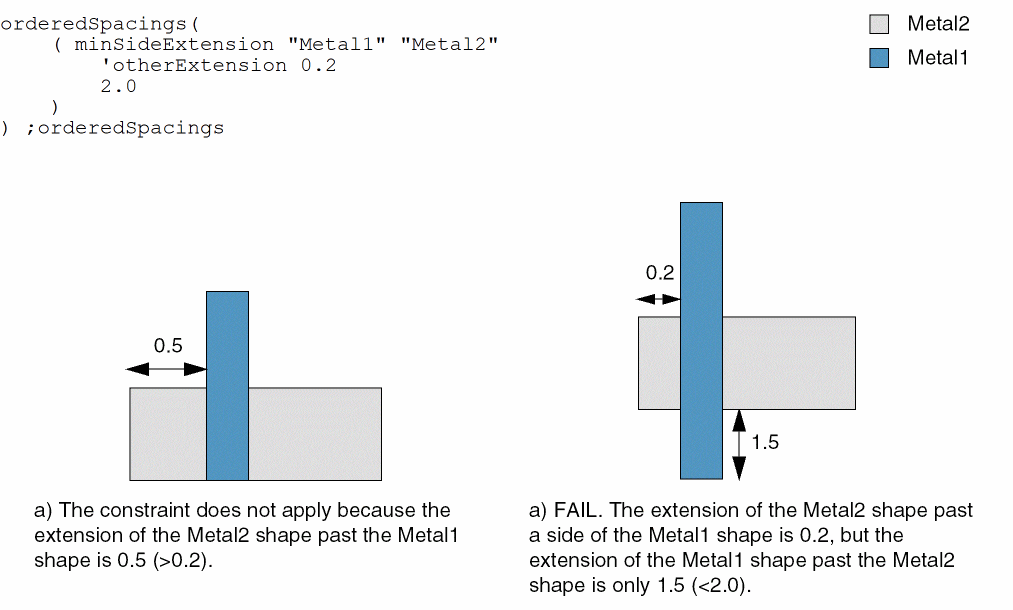 orderedSpacings(
( minSideExtension "Metal1" "Metal2"
'otherExtension 0.2
2.0
)
) ;orderedSpacings
Metal2
Metal1
0.5
0.2
1.5
a) The constraint does not apply because the
extension of the Metal2 shape past the Metal1
shape is 0.5 (>0.2).
a) FAIL. The extension of the Metal2 shape past
a side of the Metal1 shape is 0.2, but the
extension of the Metal1 shape past the Metal2
shape is only 1.5 (<2.0).